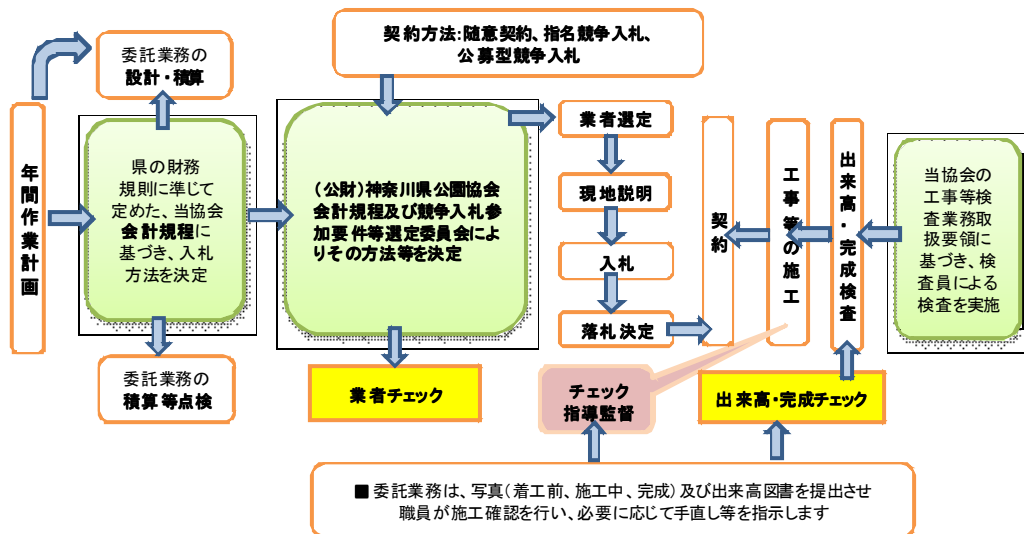 契約方法:随意契約、指名競争入札、
公募型競争入札
委託業務の
設計・積算
年間作業計画
県の財務
規則に準じて
定めた、当協会
会計規程に
基づき、入札
方法を決定
委託業務の
積算等点検
（公財）神奈川県公園協会
会計規程及び競争入札参
加要件等選定委員会によ
りその方法等を決定
業者チェック
業者選定
現地説明
入札
落札決定
契約
工事等の施工
出来高・完成検査
当協会の
工事等検
査業務取
扱要領に
基づき、検
査員による
検査を実施
チェック
指導監督
出来高・完成チェック
■ 委託業務は、写真（着工前、施工中、完成）及び出来高図書を提出させ
職員が施工確認を行い、必要に応じて手直し等を指示します